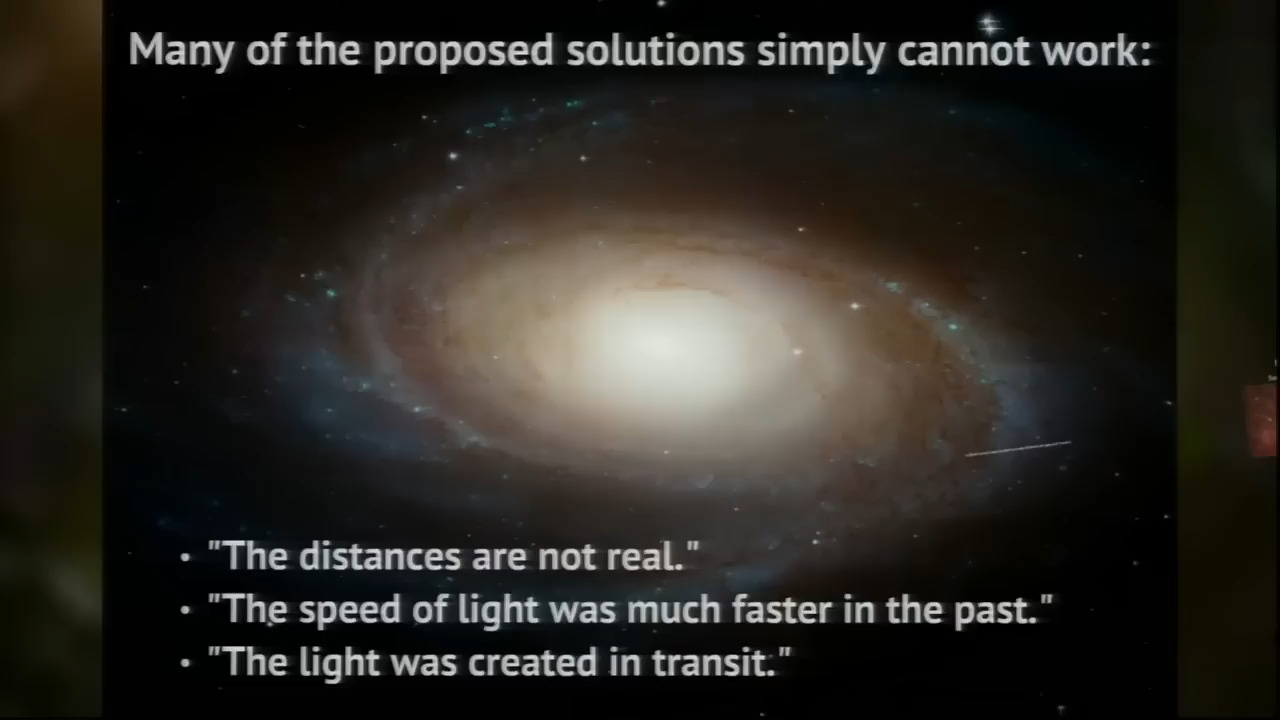 Many of the proposed solutions simply cannot work:
• "The distances are not real."
• "The speed of light was much faster in the past."
• "The light was created in transit."